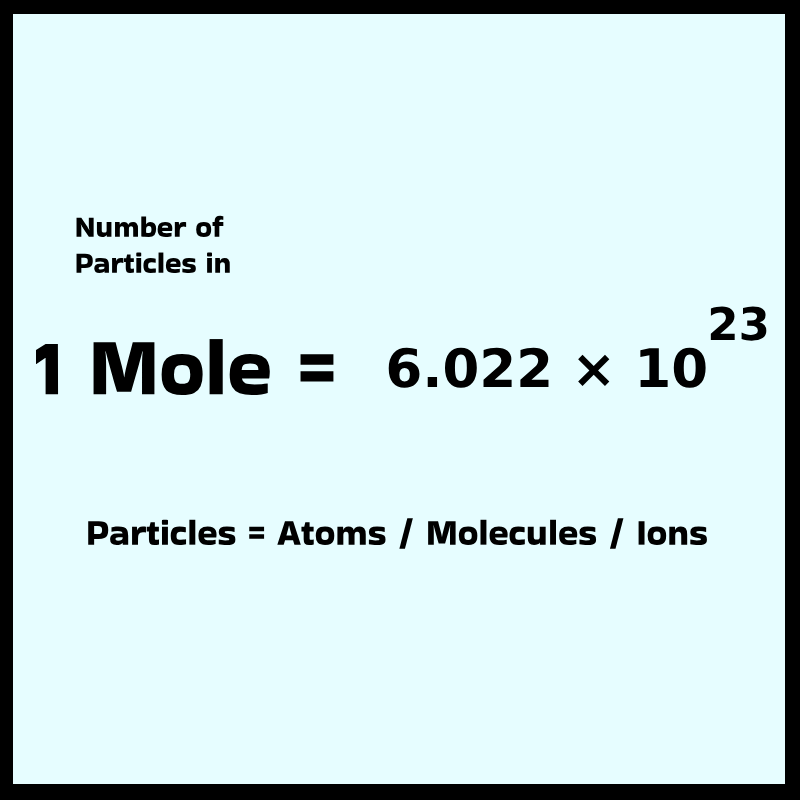 Number of
Particles in
1 Mole = 6.022 × 10²³
Particles = Atoms / Molecules / Ions